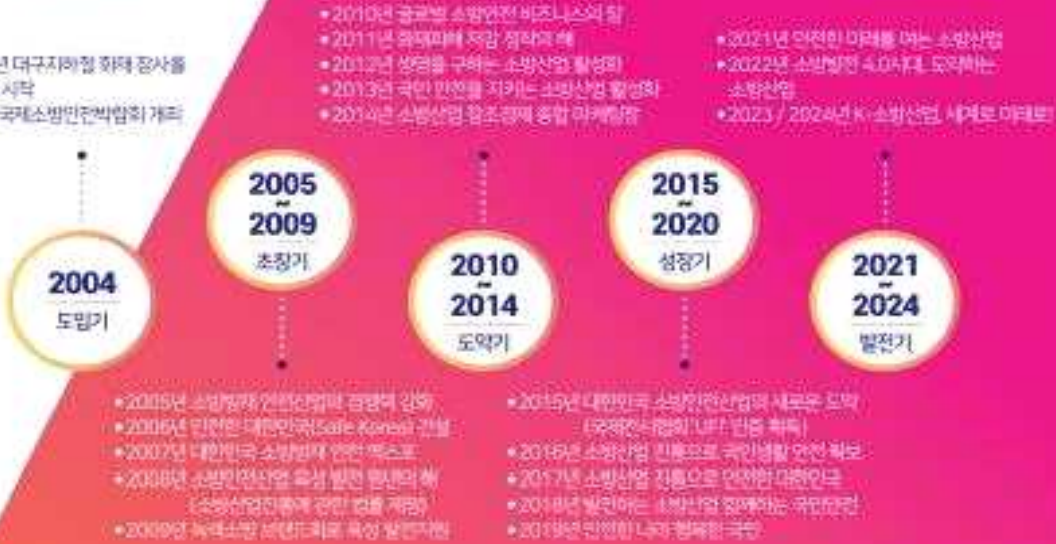 년 대구지하철 화재 참사를
시작
국제소방안전박람회 개최
2004
도입기
2005
~
2009
초창기
• 2005년 소방방재 안전산업의 경쟁력 강화
• 2006년 안전한 대한민국(Safe Korea) 건설
• 2007년 대한민국 소방방재 안전 엑스포
• 2008년 소방안전산업 육성 발전 원년의 해
(소방산업진흥에 관한 법률 제정)
• 2009년 녹색소방 브랜드화로 육성 발전지원
• 2010년 글로벌 소방안전 비즈니스의 장
• 2011년 화재피해 저감 정책의 해
• 2012년 생명을 구하는 소방산업 활성화
• 2013년 국민 안전을 지키는 소방산업 활성화
• 2014년 소방산업 창조경제 종합 마케팅장
2010
~
2014
도약기
2015
~
2020
성장기
• 2015년 대한민국 소방안전산업의 새로운 도약
(국제전시협회 'UFI' 인증 획득)
• 2016년 소방산업 진흥으로 국민생활 안전 확보
• 2017년 소방산업 진흥으로 안전한 대한민국
• 2018년 발전하는 소방산업 함께하는 국민안전
• 2019년 안전한 나라 행복한 국민
• 2021년 안전한 미래를 여는 소방산업
• 2022년 소방발전 4.0시대, 도약하는
소방산업
• 2023 / 2024년 K-소방산업, 세계로 미래로!
2021
~
2024
발전기